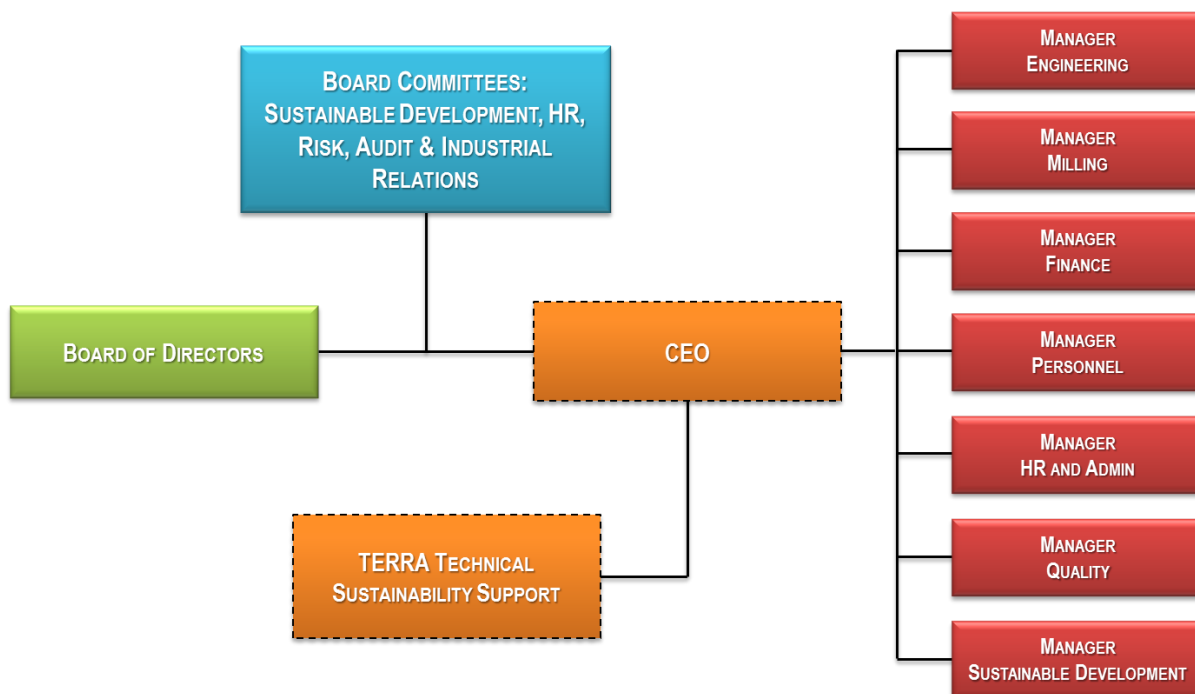 Board Committees:
Sustainable Development, HR,
Risk, Audit & Industrial
Relations
Board of Directors
CEO
TERRA Technical
Sustainability Support
Manager
Engineering
Manager
Milling
Manager
Finance
Manager
Personnel
Manager
HR and Admin
Manager
Quality
Manager
Sustainable Development